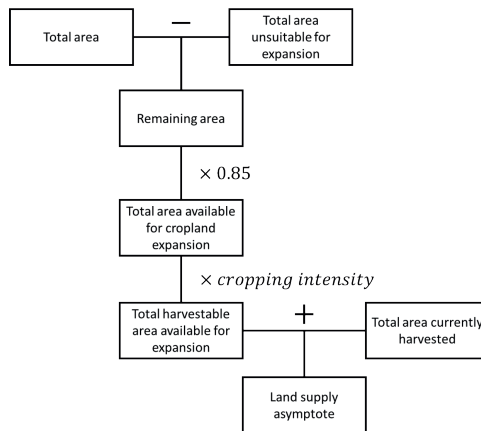 −
Total area
Total area
unsuitable for
expansion
Remaining area
× 0.85
Total area available
for cropland
expansion
× cropping intensity
Total harvestable
area available for
expansion
+
Total area currently
harvested
Land supply
asymptote